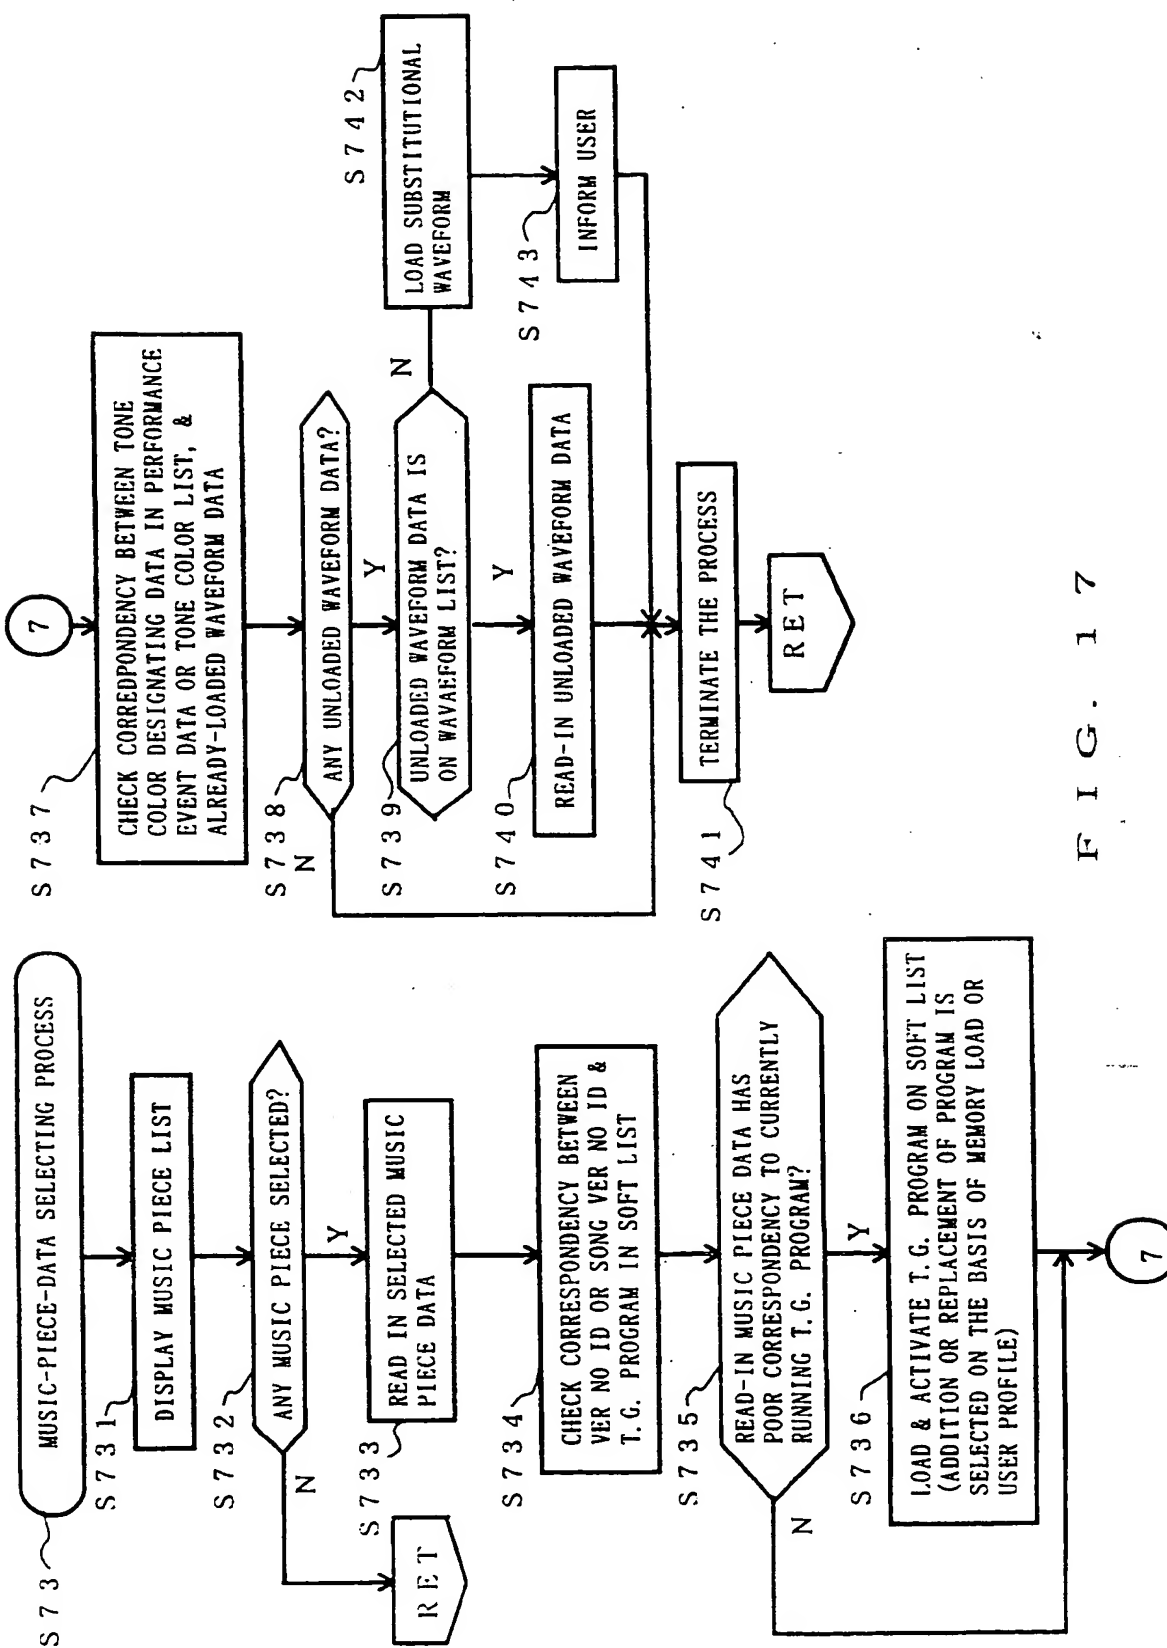 S73
MUSIC-PIECE-DATA SELECTING PROCESS
S731
DISPLAY MUSIC PIECE LIST
S732
ANY MUSIC PIECE SELECTED?
N
Y
RET
S733
READ IN SELECTED MUSIC
PIECE DATA
S734
CHECK CORRESPONDENCY BETWEEN
VER NO ID OR SONG VER NO ID &
T.G. PROGRAM IN SOFT LIST
S735
READ-IN MUSIC PIECE DATA HAS
POOR CORRESPONDENCY TO CURRENTLY
RUNNING T.G. PROGRAM?
N
Y
S736
LOAD & ACTIVATE T.G. PROGRAM ON SOFT LIST
(ADDITION OR REPLACEMENT OF PROGRAM IS
SELECTED ON THE BASIS OF MEMORY LOAD OR
USER PROFILE)
7
7
S737
CHECK CORREDPONDENCY BETWEEN TONE
COLOR DESIGNATING DATA IN PERFORMANCE
EVENT DATA OR TONE COLOR LIST, &
ALREADY-LOADED WAVEFORM DATA
S738
ANY UNLOADED WAVEFORM DATA?
N
Y
S739
UNLOADED WAVEFORM DATA IS
ON WAVAEFORM LIST?
N
Y
S740
READ-IN UNLOADED WAVEFORM DATA
S742
LOAD SUBSTITUTIONAL
WAVEFORM
S743
INFORM USER
S741
TERMINATE THE PROCESS
RET
FIG. 17